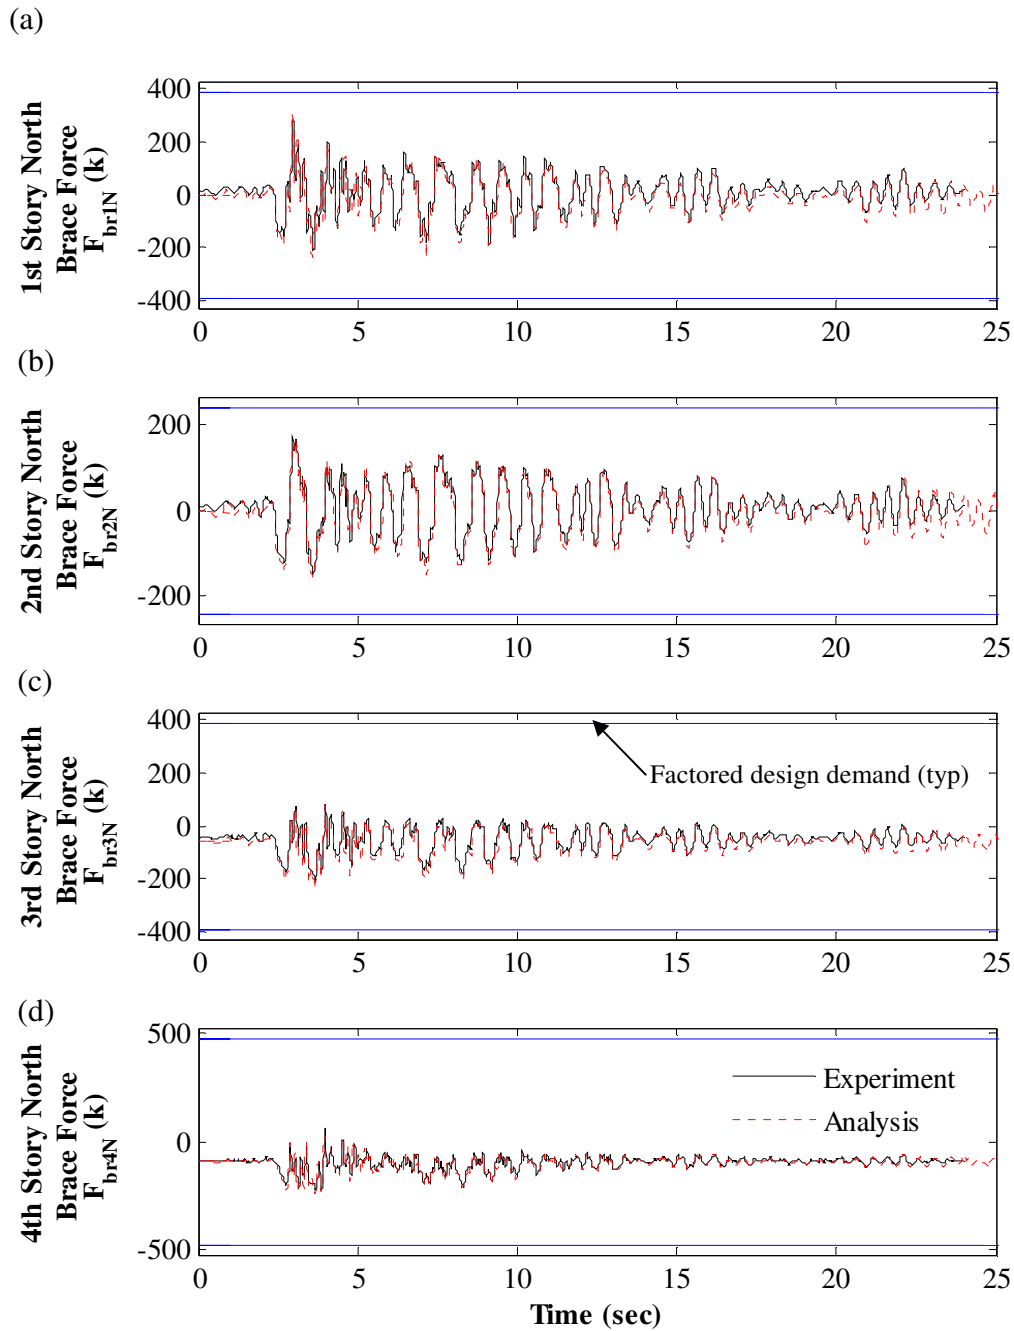 (a)
1st Story North
Brace Force
F_br1N (k)
400
200
0
-200
-400
0 5 10 15 20 25
(b)
2nd Story North
Brace Force
F_br2N (k)
200
0
-200
0 5 10 15 20 25
(c)
3rd Story North
Brace Force
F_br3N (k)
400
200
0
-200
-400
Factored design demand (typ)
0 5 10 15 20 25
(d)
4th Story North
Brace Force
F_br4N (k)
500
0
-500
Experiment
Analysis
0 5 10 15 20 25
Time (sec)